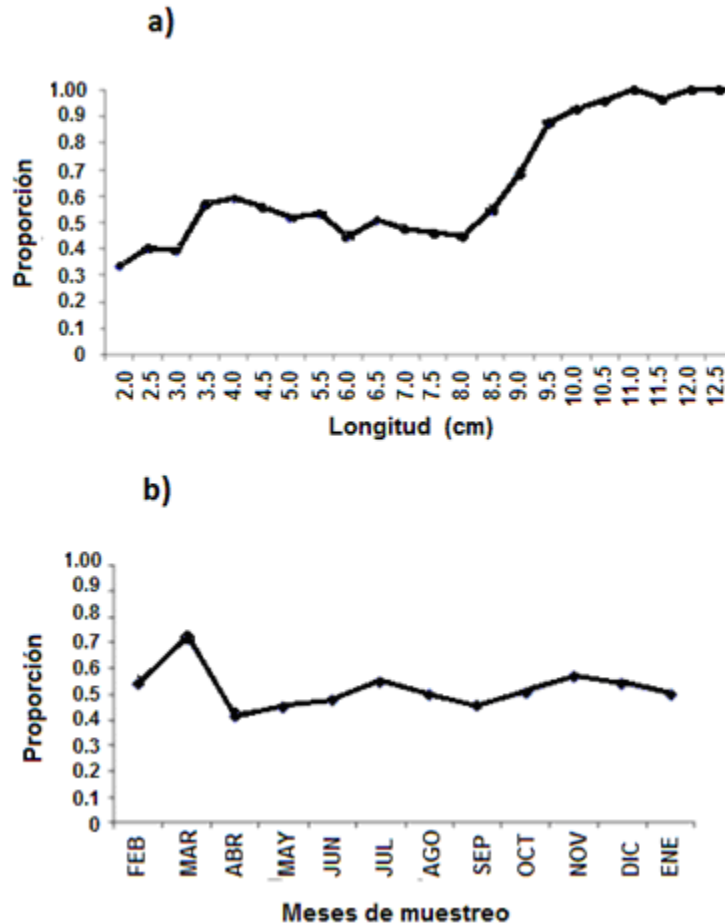 a)
1.00
0.9
0.8
0.7
0.6
0.5
0.4
0.3
0.2
0.1
0
Proporción
2.0 2.5 3.0 3.5 4.0 4.5 5.0 5.5 6.0 6.5 7.0 7.5 8.0 8.5 9.0 9.5 10.0 10.5 11.0 11.5 12.0 12.5
Longitud (cm)
b)
1.00
0.9
0.8
0.7
0.6
0.5
0.4
0.3
0.2
0.1
0
Proporción
FEB MAR ABR MAY JUN JUL AGO SEP OCT NOV DIC ENE
Meses de muestreo